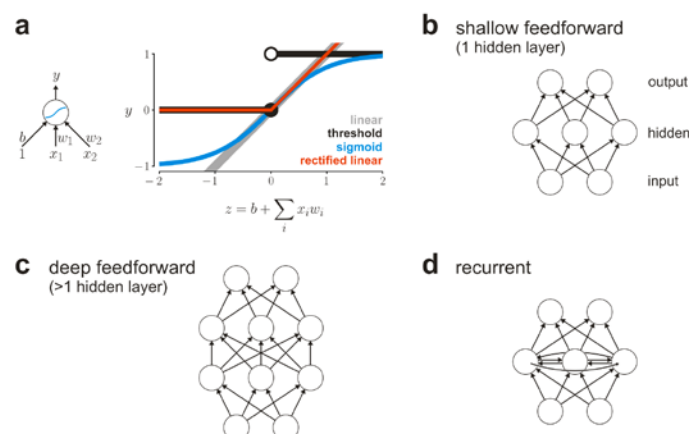 a
y
b
w₁
w₂
1
x₁
x₂
1
y
0
−1
−2
−1
0
1
2
linear
threshold
sigmoid
rectified linear
z = b + ∑ᵢ xᵢwᵢ
b shallow feedforward
(1 hidden layer)
output
hidden
input
c deep feedforward
(>1 hidden layer)
d recurrent